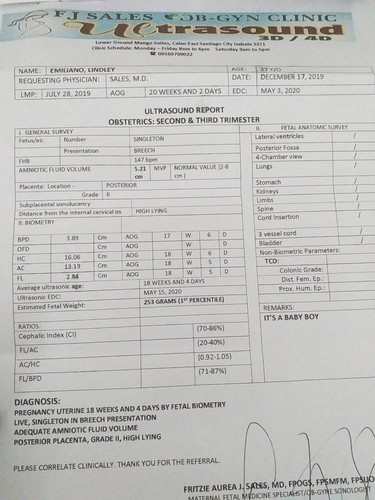 FJ SALES OB-GYN CLINIC
Ultrasound
3D / 4D
Lower Ground Mango Suites, Calao East Santiago City Isabela 3311
Clinic Schedule: Monday - Friday 8am to 6pm Saturday 9am to 5pm
09569709022
NAME: EMILIANO, LINDLEY AGE: 27 Y/O
REQUESTING PHYSICIAN: SALES, M.D. DATE: DECEMBER 17, 2019
LMP: JULY 28, 2019 AOG 20 WEEKS AND 2 DAYS EDC: MAY 3, 2020
ULTRASOUND REPORT
OBSTETRICS: SECOND & THIRD TRIMESTER
I. GENERAL SURVEY
Fetus/es: Number SINGLETON
Presentation BREECH
FHB 147 bpm
AMNIOTIC FLUID VOLUME 5.21 cm MVP NORMAL VALUE (2-8 cm)
Placenta: Location - POSTERIOR
Grade II
Subplacental sonolucency
Distance from the internal cervical os HIGH LYING
II. BIOMETRY
BPD 3.89 Cm AOG 17 W 6 D
OFD Cm AOG W D
HC 16.06 Cm AOG 18 W 6 D
AC 13.19 Cm AOG 18 W 5 D
FL 2.84 Cm AOG 18 W 5 D
Average ultrasonic age: 18 WEEKS AND 4 DAYS
Ultrasonic EDC: MAY 15, 2020
Estimated Fetal Weight: 253 GRAMS (1ST PERCENTILE)
RATIOS:
Cephalic Index (CI) (70-86%)
FL/AC (20-40%)
AC/HC (0.92-1.05)
FL/BPD (71-87%)
II. FETAL ANATOMIC SURVEY
Lateral ventricles /
Posterior Fossa /
4-Chamber view /
Lungs /
Stomach /
Kidneys /
Limbs /
Spine /
Cord Insertion /
3 vessel cord /
Bladder /
Non-Biometric Parameters:
TCD:
Colonic Grade:
Dist. Fem. Ep.:
Prox. Hum. Ep.:
REMARKS:
IT'S A BABY BOY
DIAGNOSIS:
PREGNANCY UTERINE 18 WEEKS AND 4 DAYS BY FETAL BIOMETRY
LIVE, SINGLETON IN BREECH PRESENTATION
ADEQUATE AMNIOTIC FLUID VOLUME
POSTERIOR PLACENTA, GRADE II, HIGH LYING
PLEASE CORRELATE CLINICALLY. THANK YOU FOR THE REFERRAL.
FRITZIE AUREA J. SALES, MD, FPOGS, FPSMFM, FPSUOG
MATERNAL FETAL MEDICINE SPECIALIST/OB-GYNE SONOLOGIST